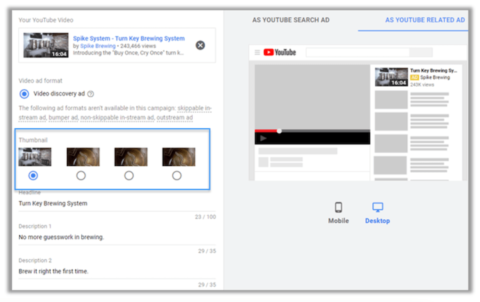 Your YouTube Video
Spike System - Turn Key Brewing System
by Spike Brewing • 243,466 views
Introducing the "Buy Once, Cry Once" turn k...
16:04
Video ad format
Video discovery ad
The following ad formats aren't available in this campaign: skippable in-
stream ad, bumper ad, non-skippable in-stream ad, outstream ad
Thumbnail
Headline
Turn Key Brewing System
23 / 100
Description 1
No more guesswork in brewing.
29 / 35
Description 2
Brew it right the first time.
29 / 35
AS YOUTUBE SEARCH AD
AS YOUTUBE RELATED AD
YouTube
Turn Key Brewing Sy...
Ad Spike Brewing
16:04
Mobile
Desktop